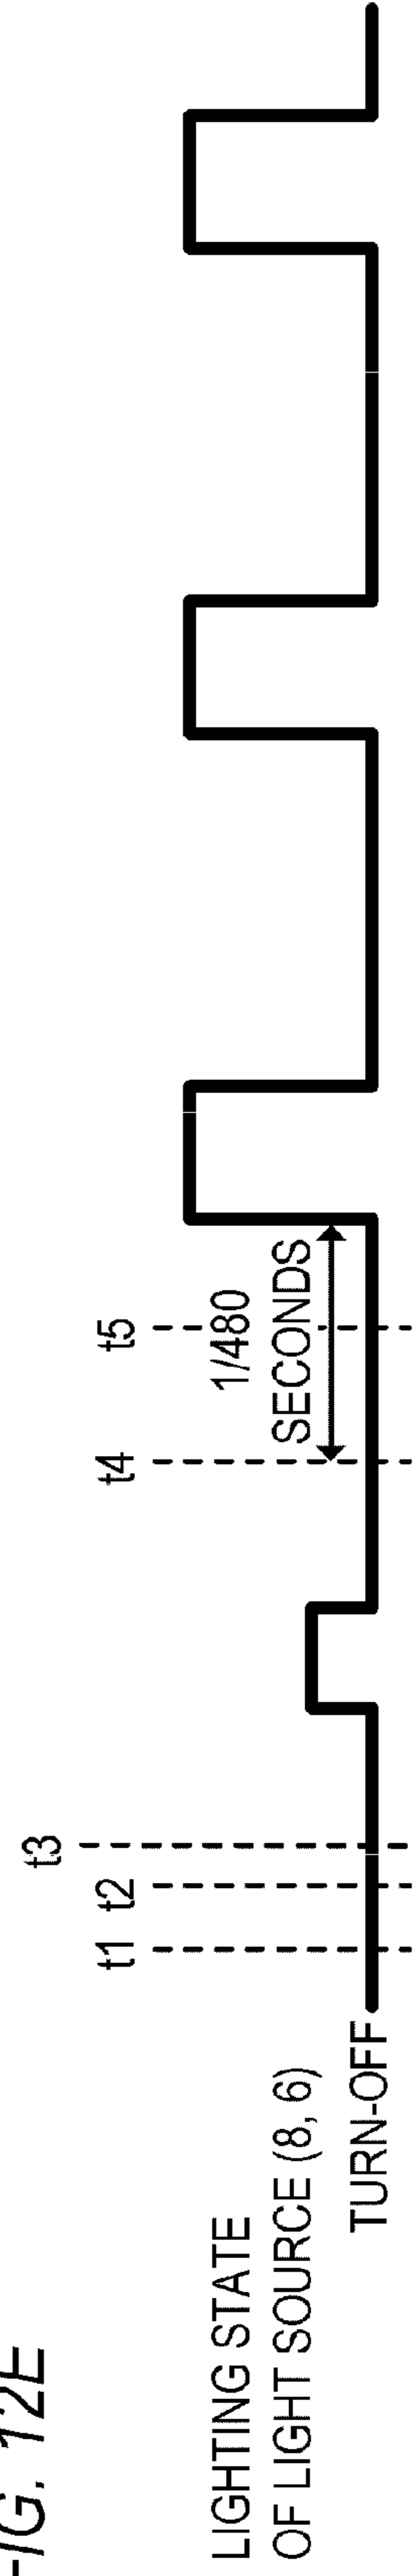 FIG. 12E
t3
t1 t2 t4 t5
LIGHTING STATE
OF LIGHT SOURCE (8, 6)
1/480
SECONDS
TURN-OFF